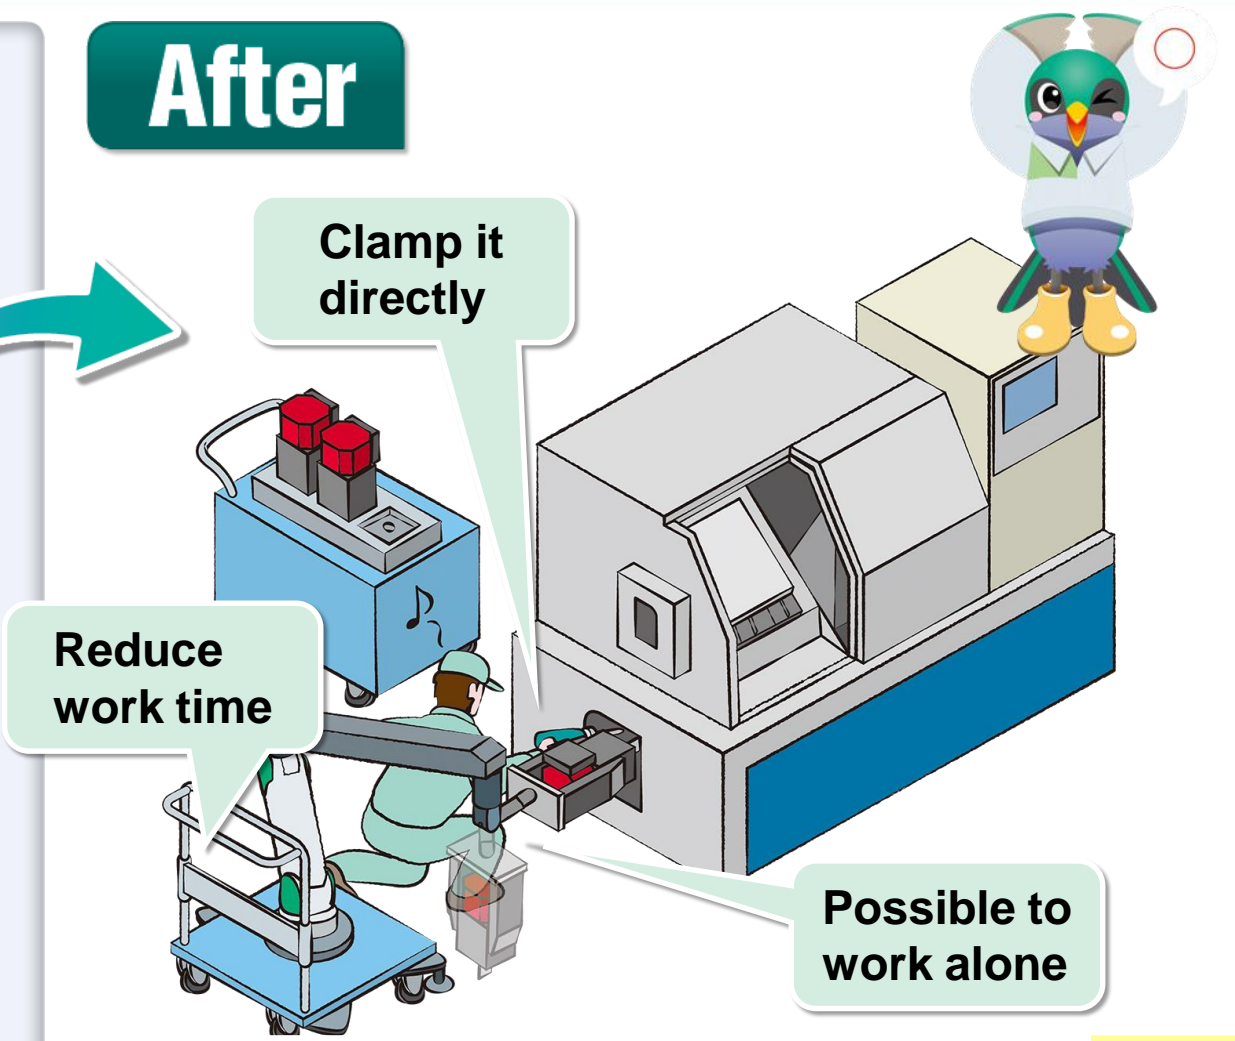 After
Clamp it
directly
Reduce
work time
Possible to
work alone